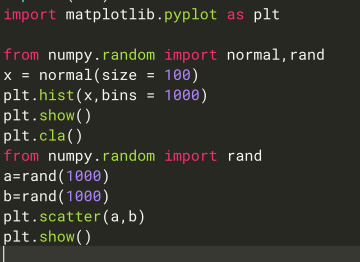 import matplotlib.pyplot as plt
from numpy.random import normal,rand
x = normal(size = 100)
plt.hist(x,bins = 1000)
plt.show()
plt.cla()
from numpy.random import rand
a=rand(1000)
b=rand(1000)
plt.scatter(a,b)
plt.show()